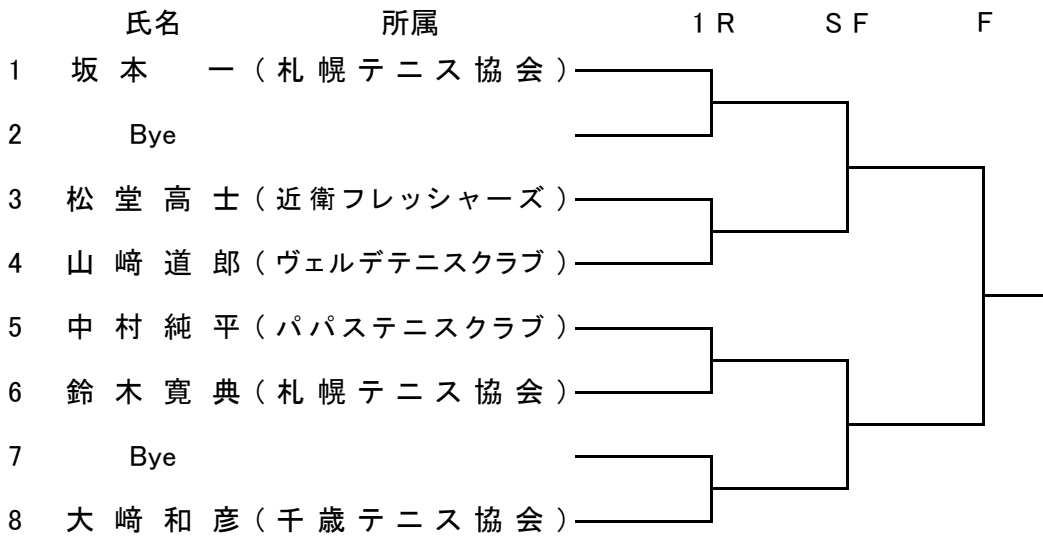 氏名 所属 1R SF F
1 坂本 一(札幌テニス協会)
2 Bye
3 松堂高士(近衛フレッシャーズ)
4 山﨑道郎(ヴェルデテニスクラブ)
5 中村純平(パパステニスクラブ)
6 鈴木寛典(札幌テニス協会)
7 Bye
8 大﨑和彦(千歳テニス協会)